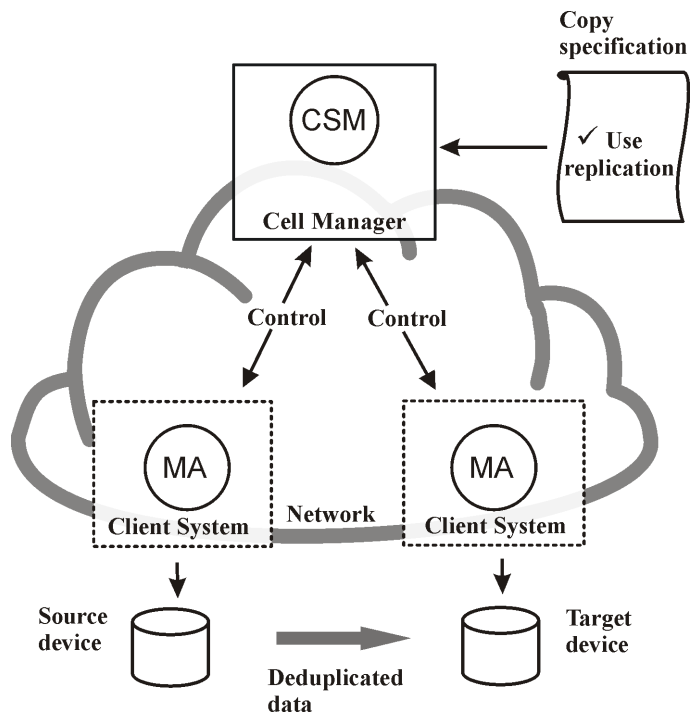 Copy
specification
CSM
✓ Use
replication
Cell Manager
Control
Control
MA
Client System
Network
MA
Client System
Source
device
Target
device
Deduplicated
data